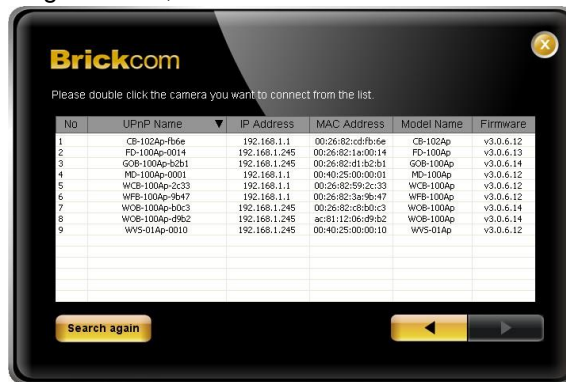 Brickcom
Please double click the camera you want to connect from the list.
No UPnP Name ▼ IP Address MAC Address Model Name Firmware
1 CB-102Ap-fb6e 192.168.1.1 00:26:82:cd:fb:6e CB-102Ap v3.0.6.12
2 FD-100Ap-0014 192.168.1.245 00:26:82:1a:00:14 FD-100Ap v3.0.6.13
3 GOB-100Ap-b2b1 192.168.1.245 00:26:82:d1:b2:b1 GOB-100Ap v3.0.6.14
4 MD-100Ap-0001 192.168.1.1 00:40:25:00:00:01 MD-100Ap v3.0.6.12
5 WCB-100Ap-2c33 192.168.1.1 00:26:82:59:2c:33 WCB-100Ap v3.0.6.12
6 WFB-100Ap-9b47 192.168.1.1 00:26:82:3a:9b:47 WFB-100Ap v3.0.6.12
7 WOB-100Ap-b0c3 192.168.1.245 00:26:82:c8:b0:c3 WOB-100Ap v3.0.6.14
8 WOB-100Ap-d9b2 192.168.1.245 ac:81:12:06:d9:b2 WOB-100Ap v3.0.6.14
9 WVS-01Ap-0010 192.168.1.245 00:40:25:00:00:10 WVS-01Ap v3.0.6.12
Search again